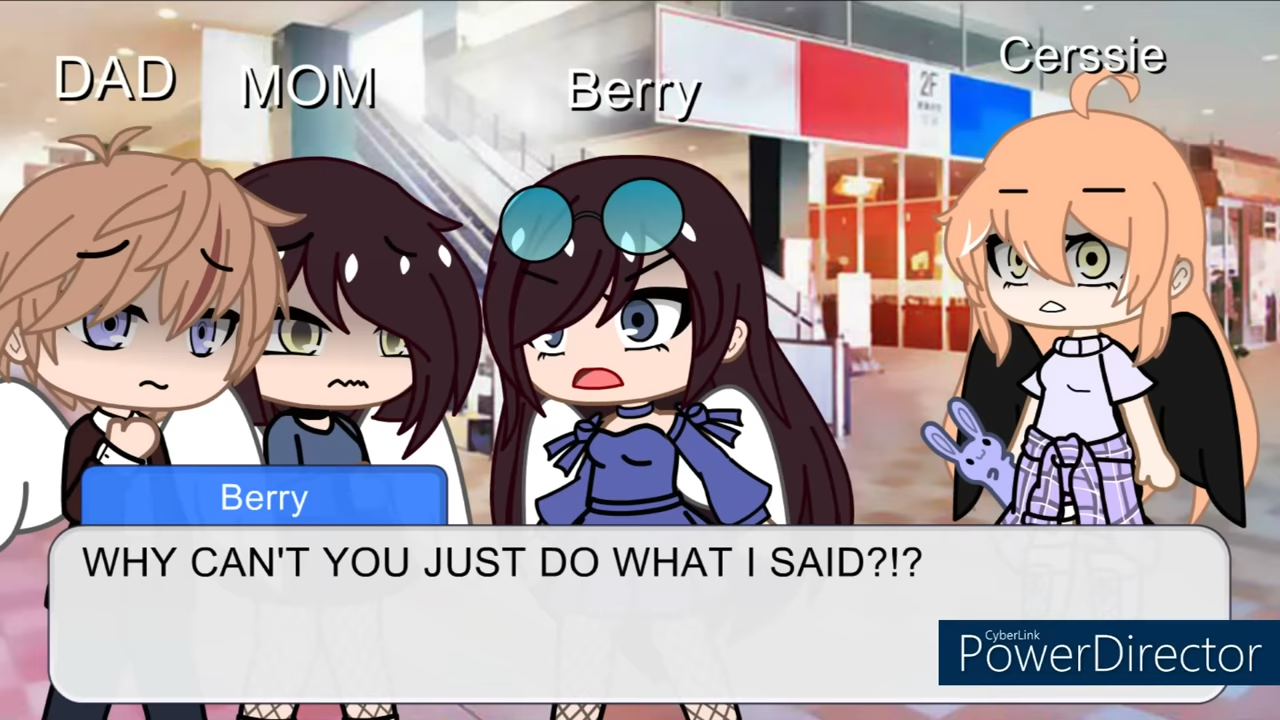 DAD
MOM
Berry
Cerssie
2F
Berry
WHY CAN'T YOU JUST DO WHAT I SAID?!?
CyberLink
PowerDirector